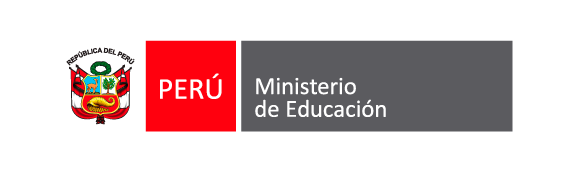 REPÚBLICA DEL PERÚ
PERÚ
Ministerio
de Educación